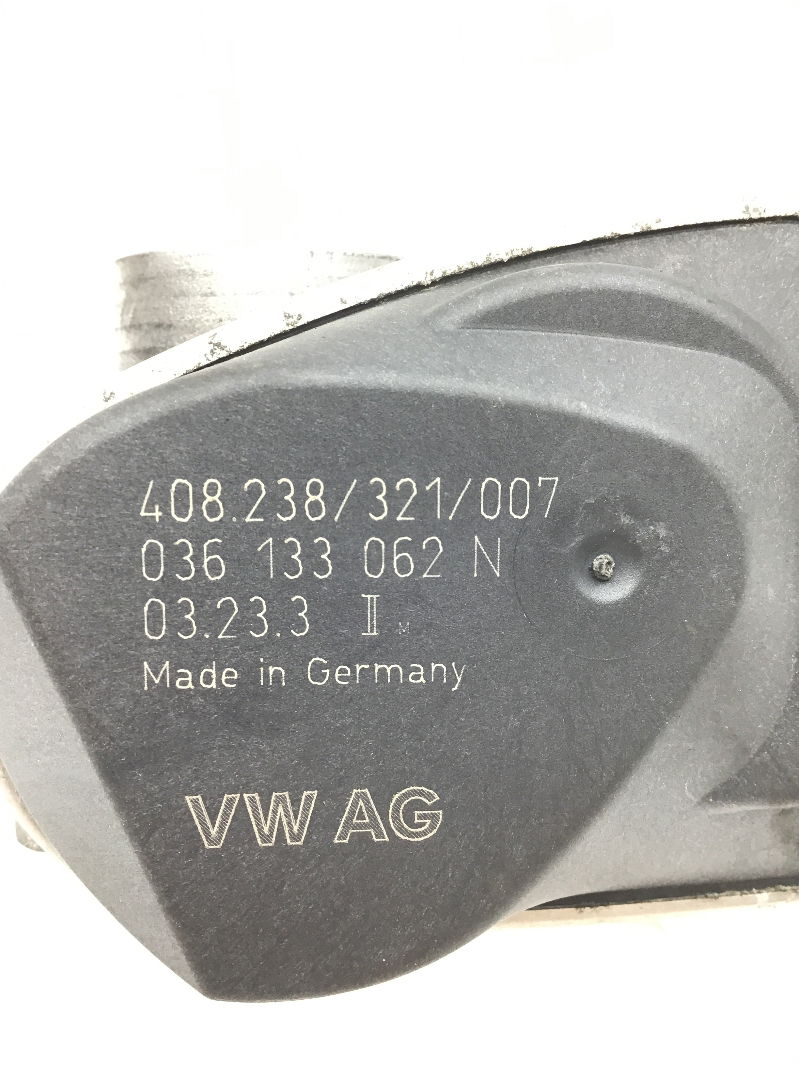 408.238/321/007
036 133 062 N
03.23.3 II M
Made in Germany
VW AG